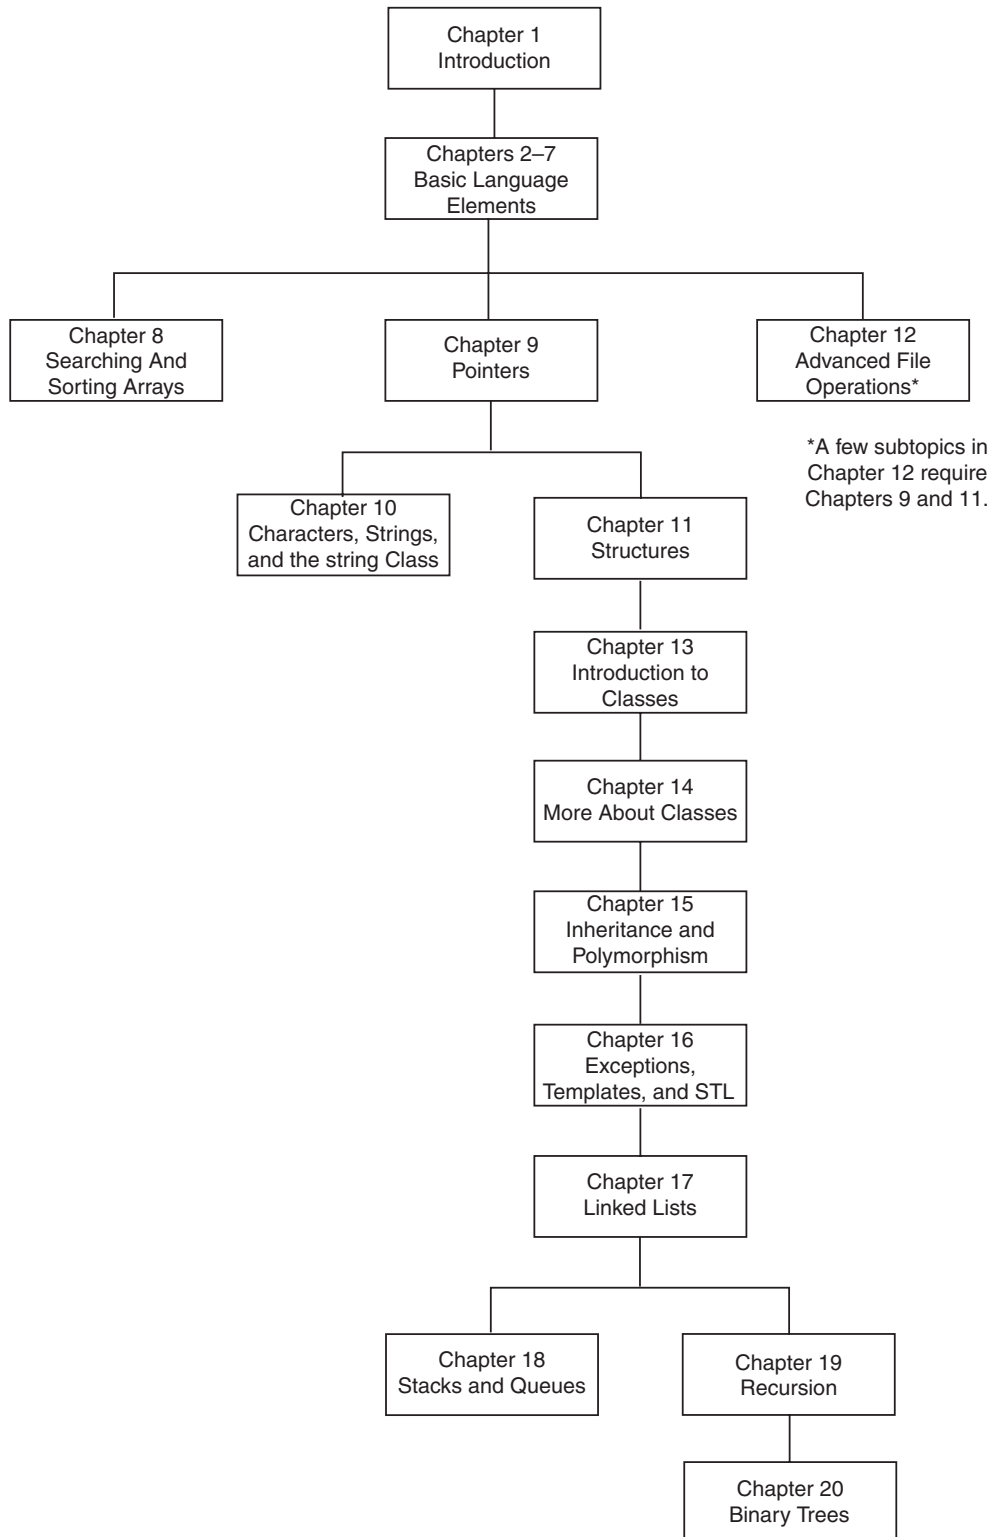 Chapter 1
Introduction
Chapters 2–7
Basic Language
Elements
Chapter 8
Searching And
Sorting Arrays
Chapter 9
Pointers
Chapter 12
Advanced File
Operations*
*A few subtopics in
Chapter 12 require
Chapters 9 and 11.
Chapter 10
Characters, Strings,
and the string Class
Chapter 11
Structures
Chapter 13
Introduction to
Classes
Chapter 14
More About Classes
Chapter 15
Inheritance and
Polymorphism
Chapter 16
Exceptions,
Templates, and STL
Chapter 17
Linked Lists
Chapter 18
Stacks and Queues
Chapter 19
Recursion
Chapter 20
Binary Trees